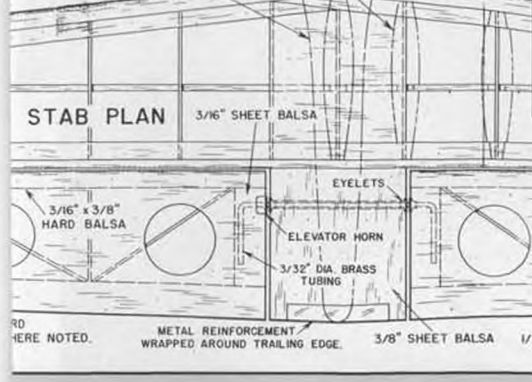 STAB PLAN
3/16" SHEET BALSA
EYELETS
3/16" x 3/8"
HARD BALSA
ELEVATOR HORN
3/32" DIA. BRASS
TUBING
RD
HERE NOTED.
METAL REINFORCEMENT
WRAPPED AROUND TRAILING EDGE.
3/8" SHEET BALSA
1/